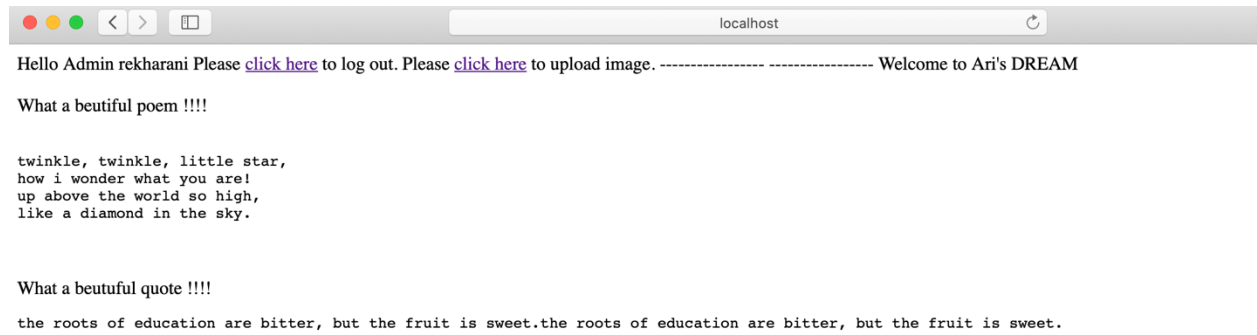 localhost
Hello Admin rekharani Please click here to log out. Please click here to upload image. ----------------- ----------------- Welcome to Ari's DREAM
What a beutiful poem !!!!
twinkle, twinkle, little star,
how i wonder what you are!
up above the world so high,
like a diamond in the sky.
What a beutuful quote !!!!
the roots of education are bitter, but the fruit is sweet.the roots of education are bitter, but the fruit is sweet.